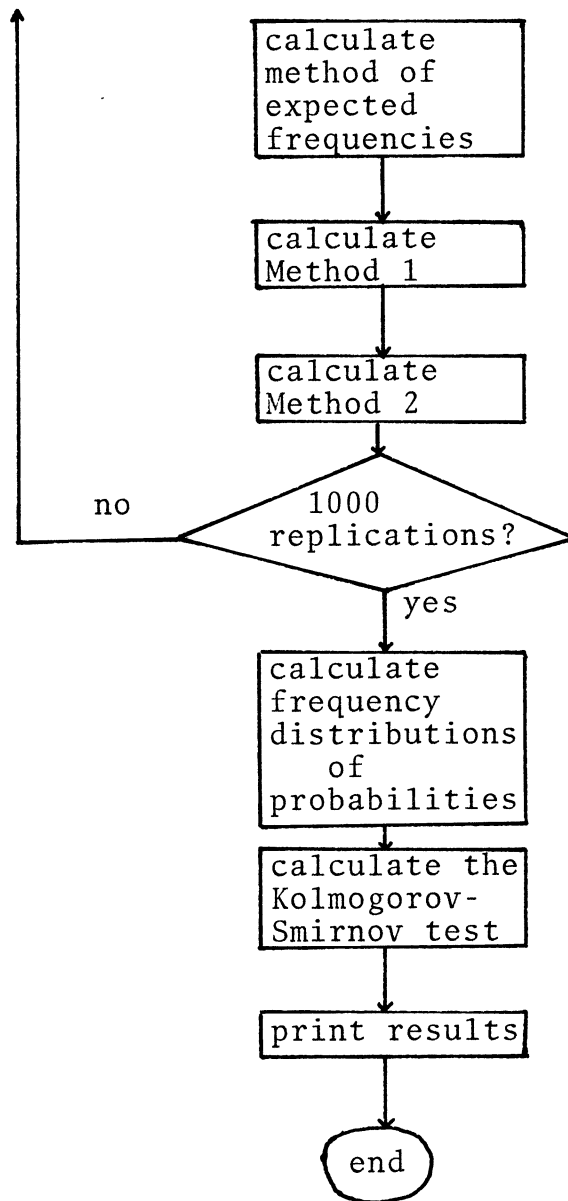 calculate
method of
expected
frequencies
calculate
Method 1
calculate
Method 2
no
1000
replications?
yes
calculate
frequency
distributions
of
probabilities
calculate the
Kolmogorov-
Smirnov test
print results
end